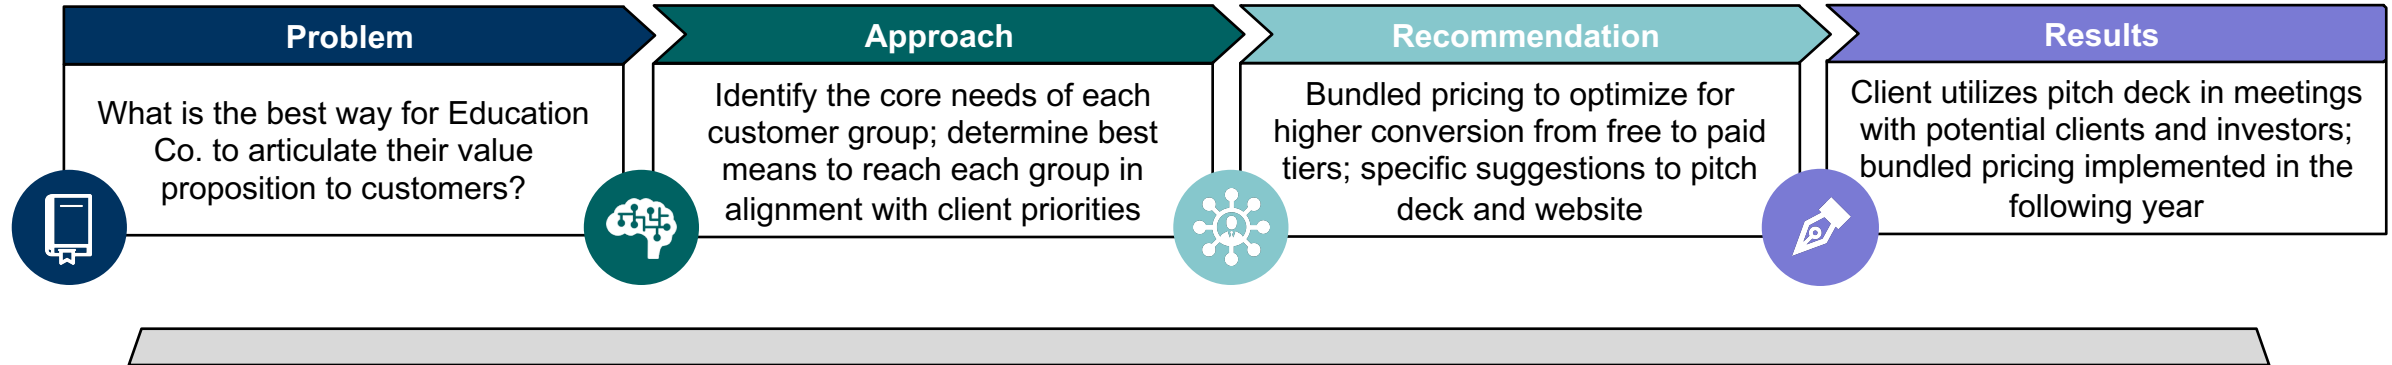 Problem
What is the best way for Education
Co. to articulate their value
proposition to customers?
Approach
Identify the core needs of each
customer group; determine best
means to reach each group in
alignment with client priorities
Recommendation
Bundled pricing to optimize for
higher conversion from free to paid
tiers; specific suggestions to pitch
deck and website
Results
Client utilizes pitch deck in meetings
with potential clients and investors;
bundled pricing implemented in the
following year